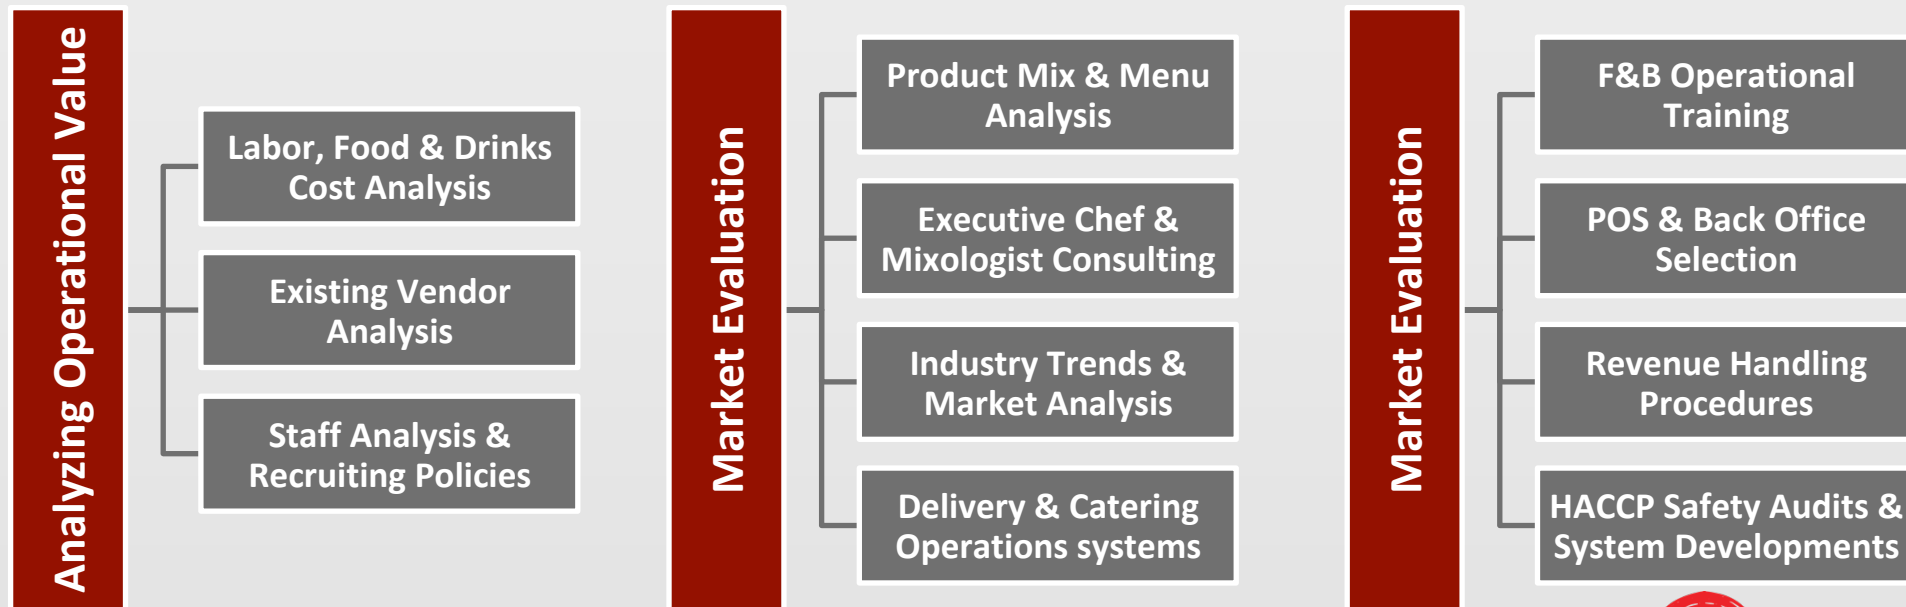 Analyzing Operational Value
Labor, Food & Drinks
Cost Analysis
Existing Vendor
Analysis
Staff Analysis &
Recruiting Policies
Market Evaluation
Product Mix & Menu
Analysis
Executive Chef &
Mixologist Consulting
Industry Trends &
Market Analysis
Delivery & Catering
Operations systems
Market Evaluation
F&B Operational
Training
POS & Back Office
Selection
Revenue Handling
Procedures
HACCP Safety Audits &
System Developments